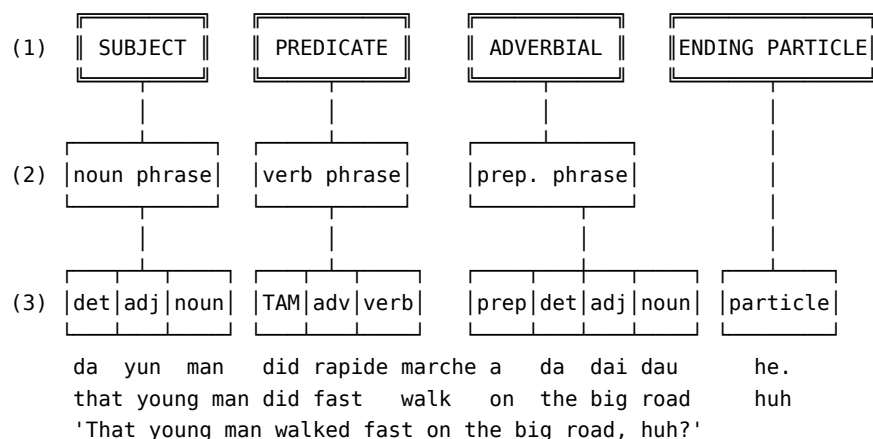 (1) SUBJECT PREDICATE ADVERBIAL ENDING PARTICLE
(2) noun phrase verb phrase prep. phrase
(3) det adj noun TAM adv verb prep det adj noun particle
da yun man did rapide marche a da dai dau he.
that young man did fast walk on the big road huh
'That young man walked fast on the big road, huh?'